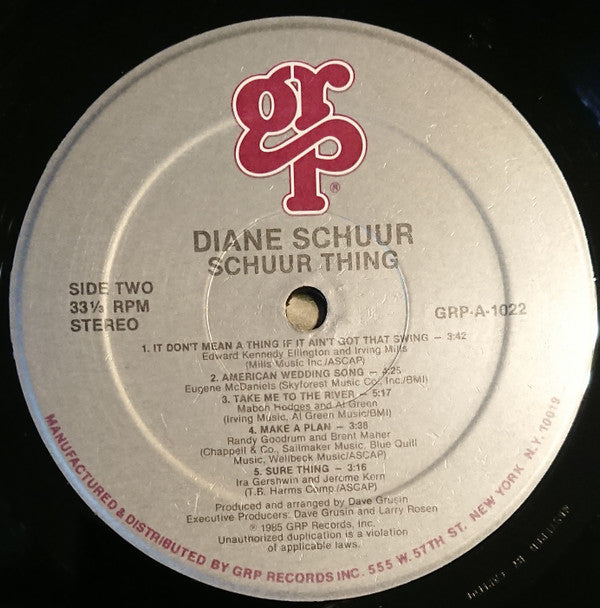 grp®
DIANE SCHUUR
SCHUUR THING
SIDE TWO
33⅓ RPM
STEREO
GRP-A-1022
1. IT DON'T MEAN A THING IF IT AIN'T GOT THAT SWING – 3:42
Edward Kennedy Ellington and Irving Mills
(Mills Music Inc./ASCAP)
2. AMERICAN WEDDING SONG – 4:25
Eugene McDaniels (Skyforest Music Co. Inc./BMI)
3. TAKE ME TO THE RIVER – 5:17
Mabon Hodges and Al Green
(Irving Music, Al Green Music/BMI)
4. MAKE A PLAN – 3:38
Randy Goodrum and Brent Maher
(Chappell & Co., Sailmaker Music, Blue Quill
Music, Welbeck Music/ASCAP)
5. SURE THING – 3:16
Ira Gershwin and Jerome Kern
(T.B. Harms Comp./ASCAP)
Produced and arranged by Dave Grusin
Executive Producers. Dave Grusin and Larry Rosen
℗ 1985 GRP Records, Inc.
Unauthorized duplication is a violation
of applicable laws.
MANUFACTURED & DISTRIBUTED BY GRP RECORDS INC. 555 W. 57TH ST. NEW YORK N.Y. 10019